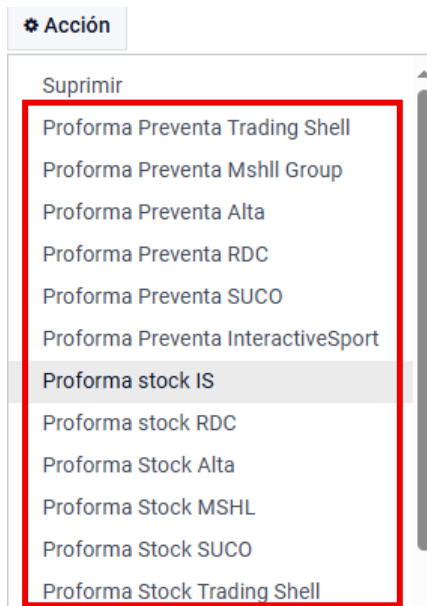 Acción
Suprimir
Proforma Preventa Trading Shell
Proforma Preventa Mshll Group
Proforma Preventa Alta
Proforma Preventa RDC
Proforma Preventa SUCO
Proforma Preventa InteractiveSport
Proforma stock IS
Proforma stock RDC
Proforma Stock Alta
Proforma Stock MSHL
Proforma Stock SUCO
Proforma Stock Trading Shell